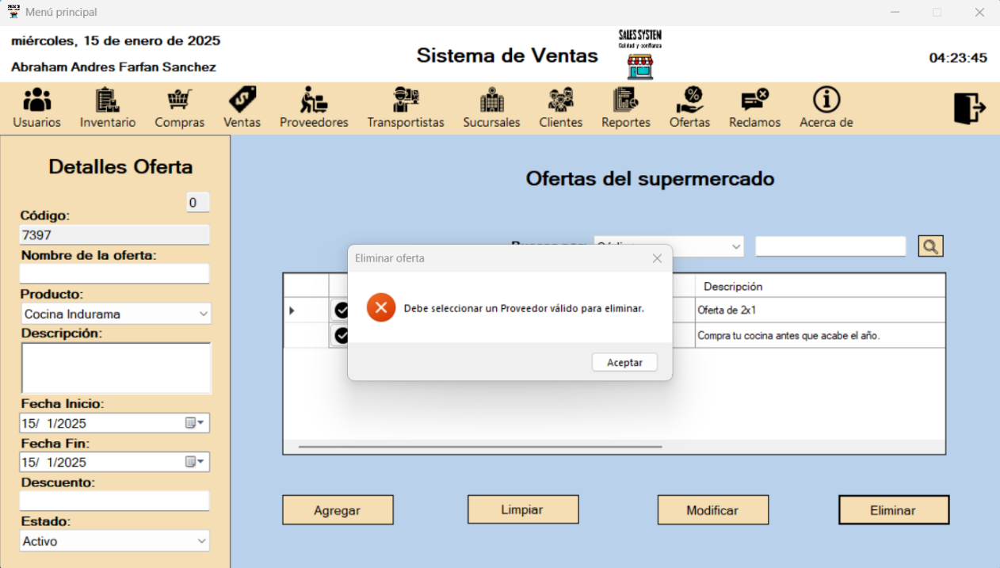 Menú principal
miércoles, 15 de enero de 2025
Abraham Andres Farfan Sanchez
Sistema de Ventas
SALES SYSTEM
Calidad y confianza
04:23:45
Usuarios
Inventario
Compras
Ventas
Proveedores
Transportistas
Sucursales
Clientes
Reportes
Ofertas
Reclamos
Acerca de
Detalles Oferta
0
Código:
7397
Nombre de la oferta:
Producto:
Cocina Indurama
Descripción:
Fecha Inicio:
15/ 1/2025
Fecha Fin:
15/ 1/2025
Descuento:
Estado:
Activo
Ofertas del supermercado
Eliminar oferta
Debe seleccionar un Proveedor válido para eliminar.
Aceptar
Descripción
Oferta de 2x1
Compra tu cocina antes que acabe el año.
Agregar
Limpiar
Modificar
Eliminar